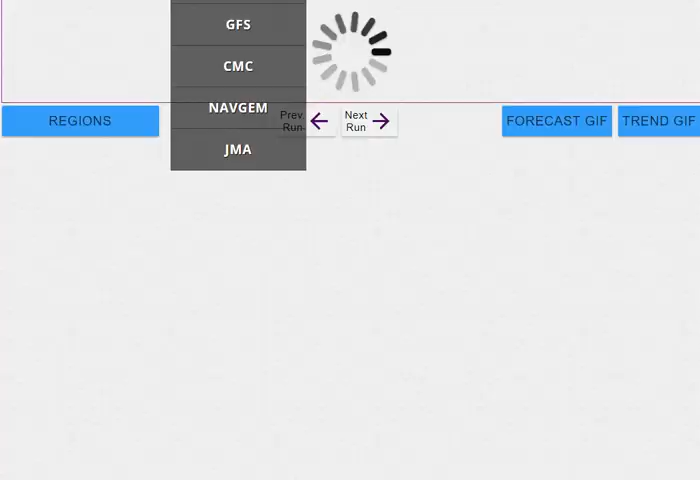 GFS
CMC
NAVGEM
JMA
REGIONS
Prev.
Run
Next
Run
FORECAST GIF
TREND GIF